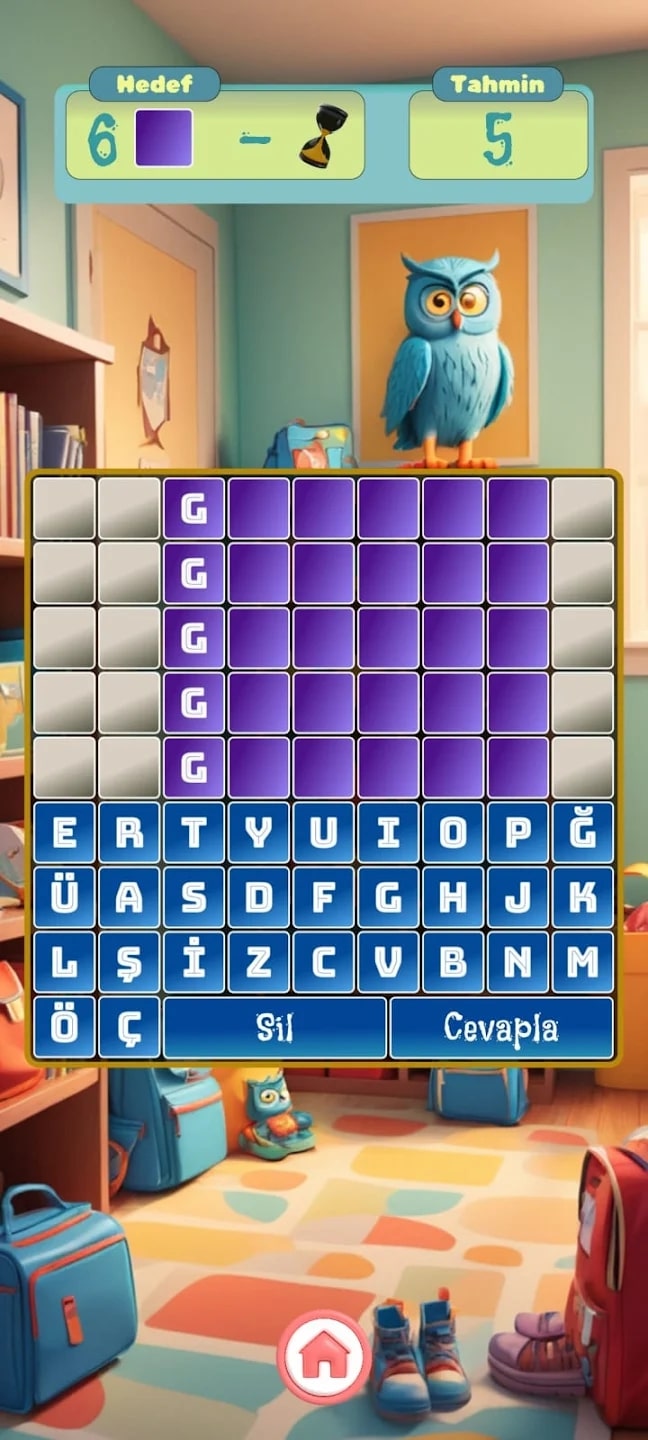 Hedef Tahmin
6 - 5
G
G
G
G
G
E R T Y U I O P Ğ
Ü A S D F G H J K
L Ş İ Z C V B N M
Ö Ç Sil Cevapla